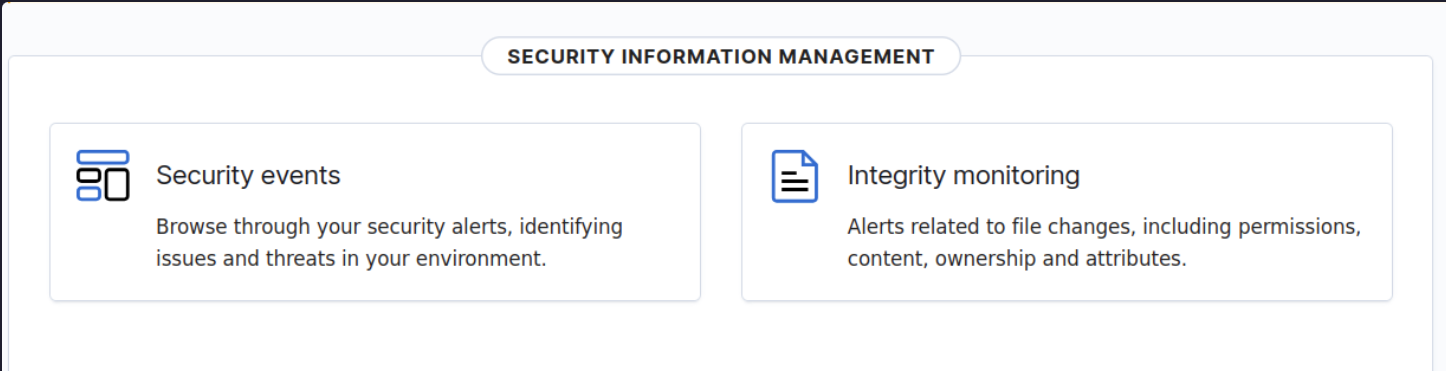 SECURITY INFORMATION MANAGEMENT
Security events
Browse through your security alerts, identifying
issues and threats in your environment.
Integrity monitoring
Alerts related to file changes, including permissions,
content, ownership and attributes.